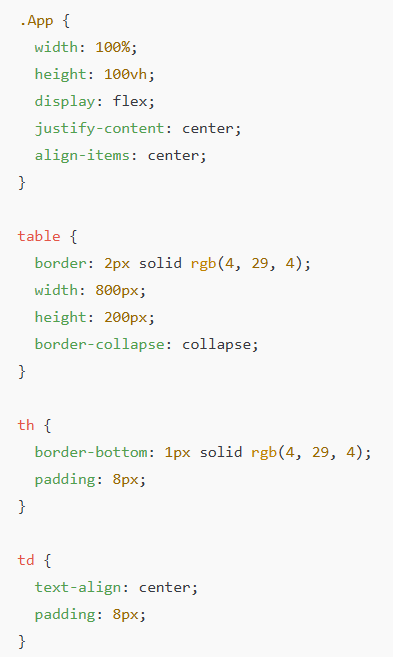 .App {
  width: 100%;
  height: 100vh;
  display: flex;
  justify-content: center;
  align-items: center;
}

table {
  border: 2px solid rgb(4, 29, 4);
  width: 800px;
  height: 200px;
  border-collapse: collapse;
}

th {
  border-bottom: 1px solid rgb(4, 29, 4);
  padding: 8px;
}

td {
  text-align: center;
  padding: 8px;
}